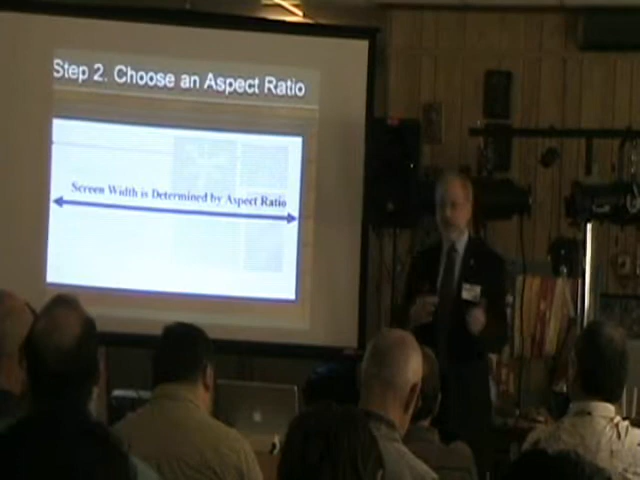 Step 2. Choose an Aspect Ratio
Screen Width is Determined by Aspect Ratio